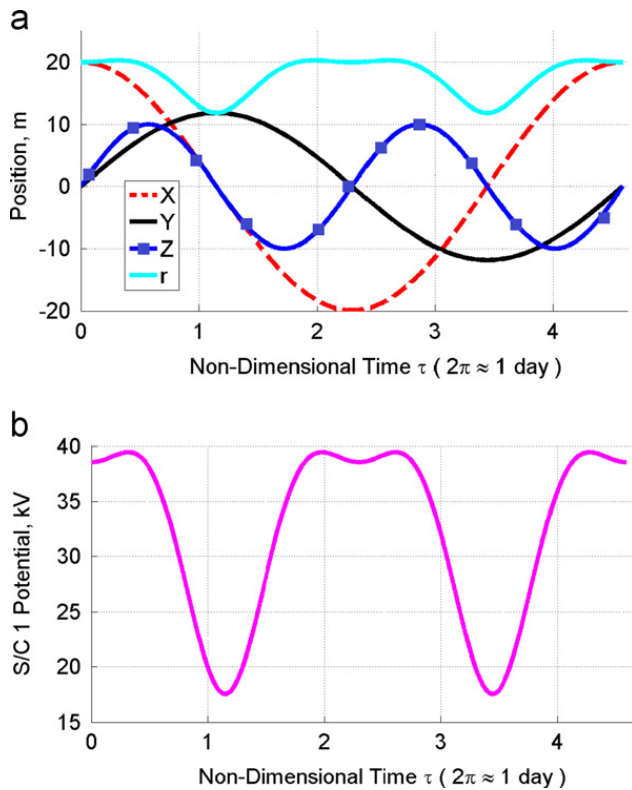 a
Position, m
20
10
0
-10
-20
X
Y
Z
r
0 1 2 3 4
Non-Dimensional Time τ ( 2π ≈ 1 day )
b
S/C 1 Potential, kV
40
35
30
25
20
15
0 1 2 3 4
Non-Dimensional Time τ ( 2π ≈ 1 day )